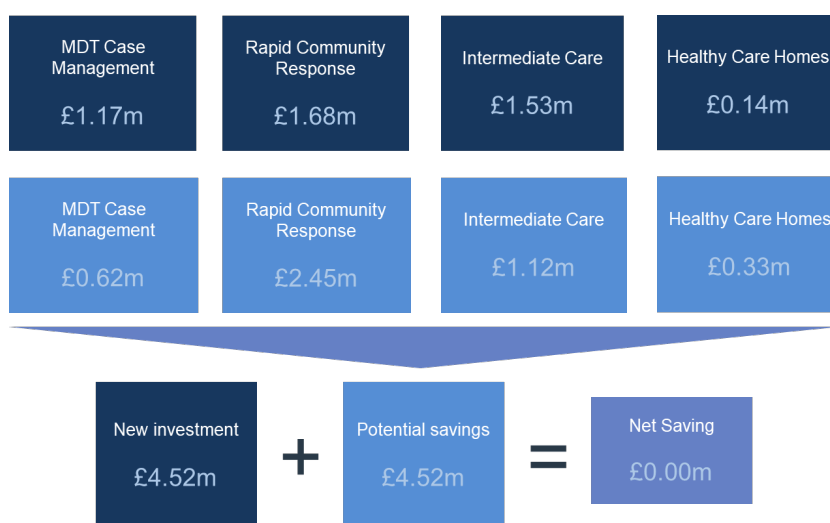 MDT Case
Management
£1.17m
Rapid Community
Response
£1.68m
Intermediate Care
£1.53m
Healthy Care Homes
£0.14m
MDT Case
Management
£0.62m
Rapid Community
Response
£2.45m
Intermediate Care
£1.12m
Healthy Care Homes
£0.33m
New investment
£4.52m
+
Potential savings
£4.52m
=
Net Saving
£0.00m